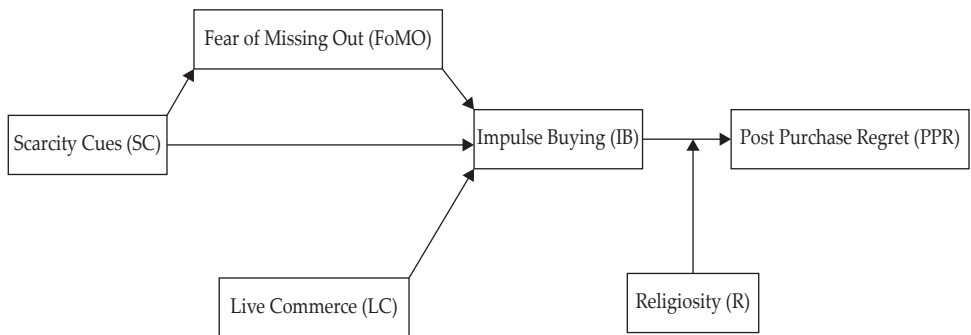 Fear of Missing Out (FoMO)
Scarcity Cues (SC)
Impulse Buying (IB)
Post Purchase Regret (PPR)
Live Commerce (LC)
Religiosity (R)